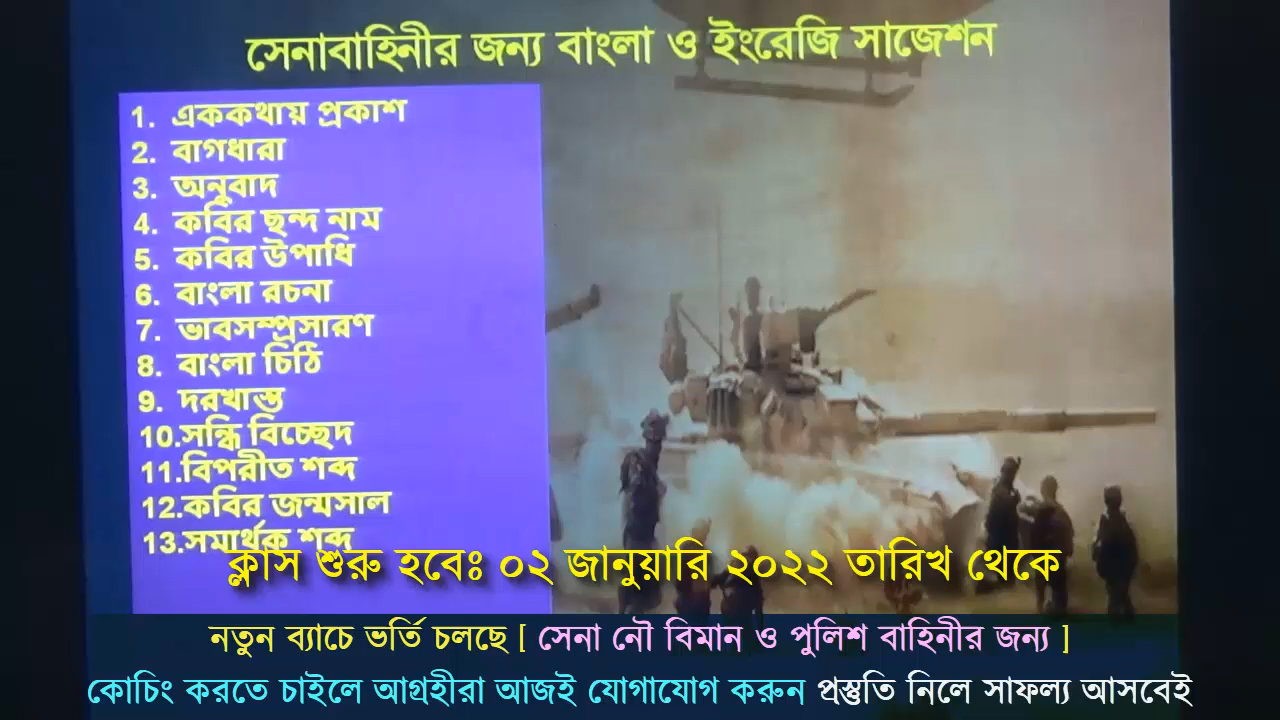 সেনাবাহিনীর জন্য বাংলা ও ইংরেজি সাজেশন
1. এককথায় প্রকাশ
2. বাগধারা
3. অনুবাদ
4. কবির ছন্দ নাম
5. কবির উপাধি
6. বাংলা রচনা
7. ভাবসম্প্রসারণ
8. বাংলা চিঠি
9. দরখাস্ত
10.সন্ধি বিচ্ছেদ
11.বিপরীত শব্দ
12.কবির জন্মসাল
13.সমার্থক শব্দ
ক্লাস শুরু হবেঃ ০২ জানুয়ারি ২০২২ তারিখ থেকে
নতুন ব্যাচে ভর্তি চলছে [ সেনা নৌ বিমান ও পুলিশ বাহিনীর জন্য ]
কোচিং করতে চাইলে আগ্রহীরা আজই যোগাযোগ করুন প্রস্তুতি নিলে সাফল্য আসবেই